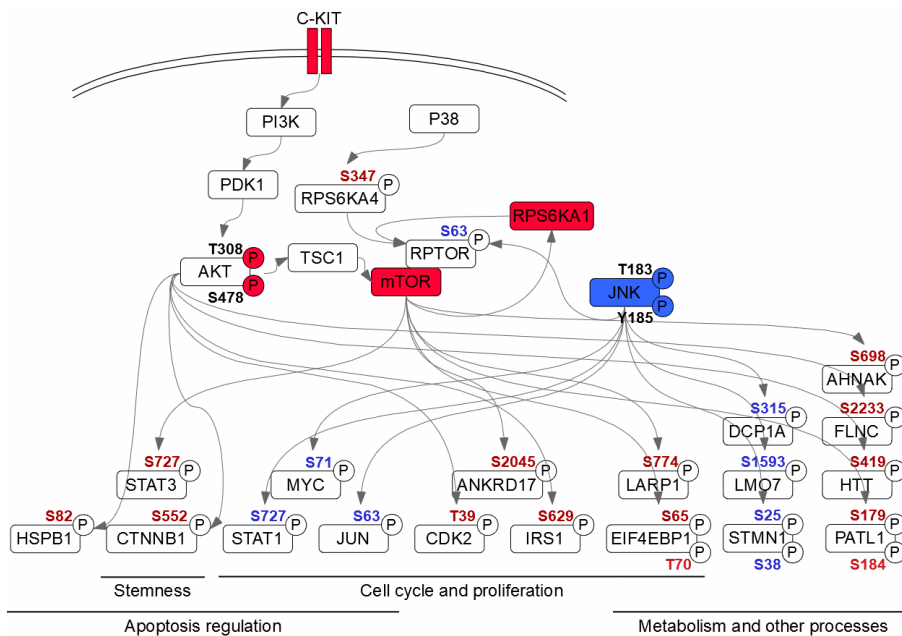 C-KIT
PI3K
P38
PDK1
S347
P
RPS6KA4
RPS6KA1
S63
P
RPTOR
T308
P
AKT
P
S478
TSC1
mTOR
T183
P
JNK
P
Y185
S698
P
AHNAK
S315
P
DCP1A
S2233
P
FLNC
S727
P
STAT3
S71
P
MYC
S2045
P
ANKRD17
S774
P
LARP1
S1593
P
LMO7
S419
P
HTT
S82
P
HSPB1
S552
P
CTNNB1
S727
P
STAT1
S63
P
JUN
T39
P
CDK2
S629
P
IRS1
S65
P
EIF4EBP1
P
T70
S25
P
STMN1
P
S38
S179
P
PATL1
P
S184
Stemness
Cell cycle and proliferation
Apoptosis regulation
Metabolism and other processes